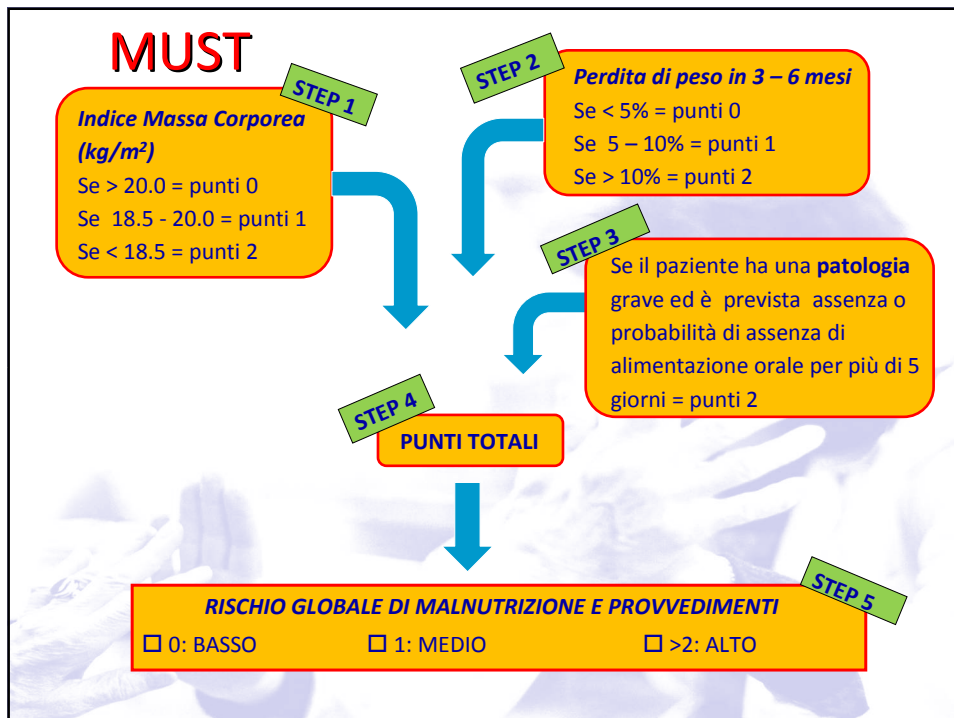 MUST
STEP 1
Indice Massa Corporea
(kg/m²)
Se > 20.0 = punti 0
Se 18.5 - 20.0 = punti 1
Se < 18.5 = punti 2
STEP 2
Perdita di peso in 3 – 6 mesi
Se < 5% = punti 0
Se 5 – 10% = punti 1
Se > 10% = punti 2
STEP 3
Se il paziente ha una patologia
grave ed è prevista assenza o
probabilità di assenza di
alimentazione orale per più di 5
giorni = punti 2
STEP 4
PUNTI TOTALI
STEP 5
RISCHIO GLOBALE DI MALNUTRIZIONE E PROVVEDIMENTI
☐ 0: BASSO ☐ 1: MEDIO ☐ >2: ALTO